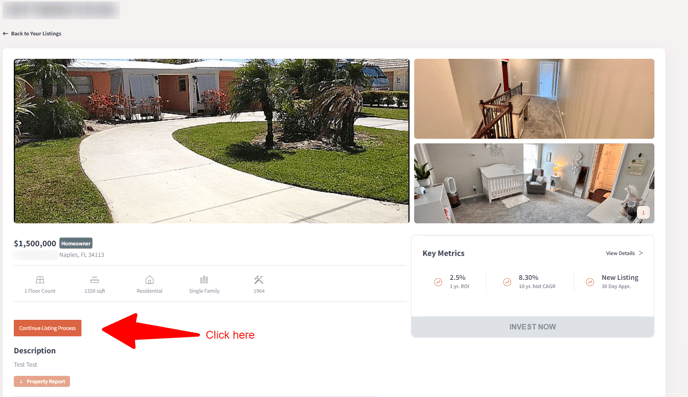 Back to Your Listings
$1,500,000 Homeowner
Naples, FL 34113
1 Floor Count
1328 sqft
Residential
Single Family
1964
Continue Listing Process
Click here
Description
Test Test
Property Report
Key Metrics
View Details >
2.5%
1 yr. ROI
8.30%
10 yr. Net CAGR
New Listing
30 Day Appr.
INVEST NOW